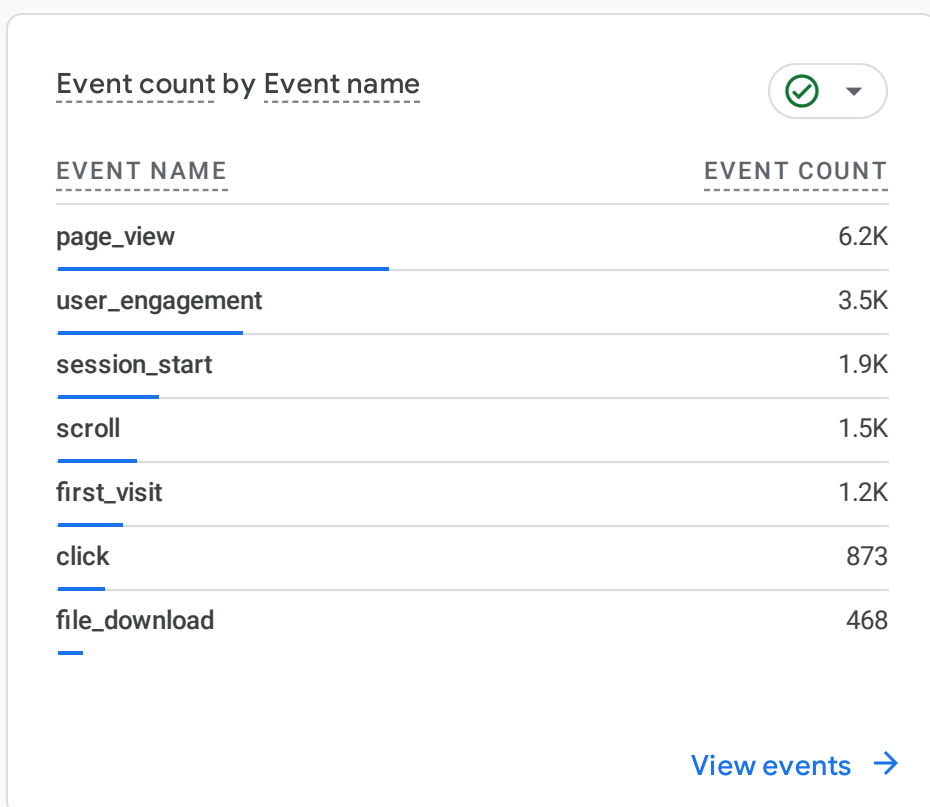 Event count by Event name
EVENT NAME EVENT COUNT
page_view 6.2K
user_engagement 3.5K
session_start 1.9K
scroll 1.5K
first_visit 1.2K
click 873
file_download 468
View events